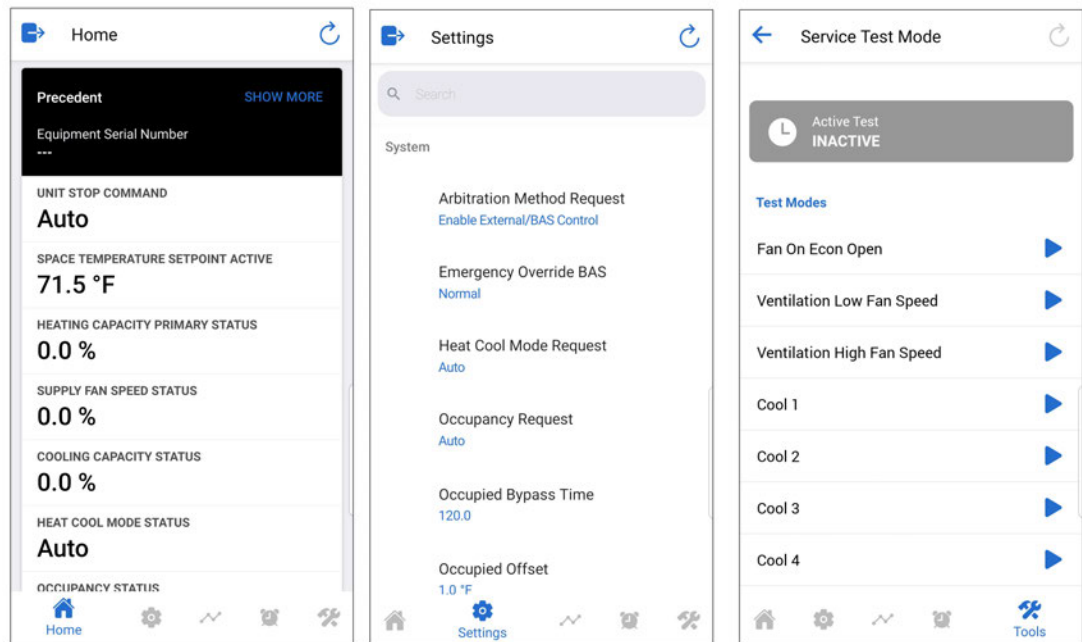 Home
Precedent
SHOW MORE
Equipment Serial Number
---
UNIT STOP COMMAND
Auto
SPACE TEMPERATURE SETPOINT ACTIVE
71.5 °F
HEATING CAPACITY PRIMARY STATUS
0.0 %
SUPPLY FAN SPEED STATUS
0.0 %
COOLING CAPACITY STATUS
0.0 %
HEAT COOL MODE STATUS
Auto
OCCUPANCY STATUS
Home
Settings
Search
System
Arbitration Method Request
Enable External/BAS Control
Emergency Override BAS
Normal
Heat Cool Mode Request
Auto
Occupancy Request
Auto
Occupied Bypass Time
120.0
Occupied Offset
1.0 °F
Settings
Service Test Mode
Active Test
INACTIVE
Test Modes
Fan On Econ Open
Ventilation Low Fan Speed
Ventilation High Fan Speed
Cool 1
Cool 2
Cool 3
Cool 4
Tools